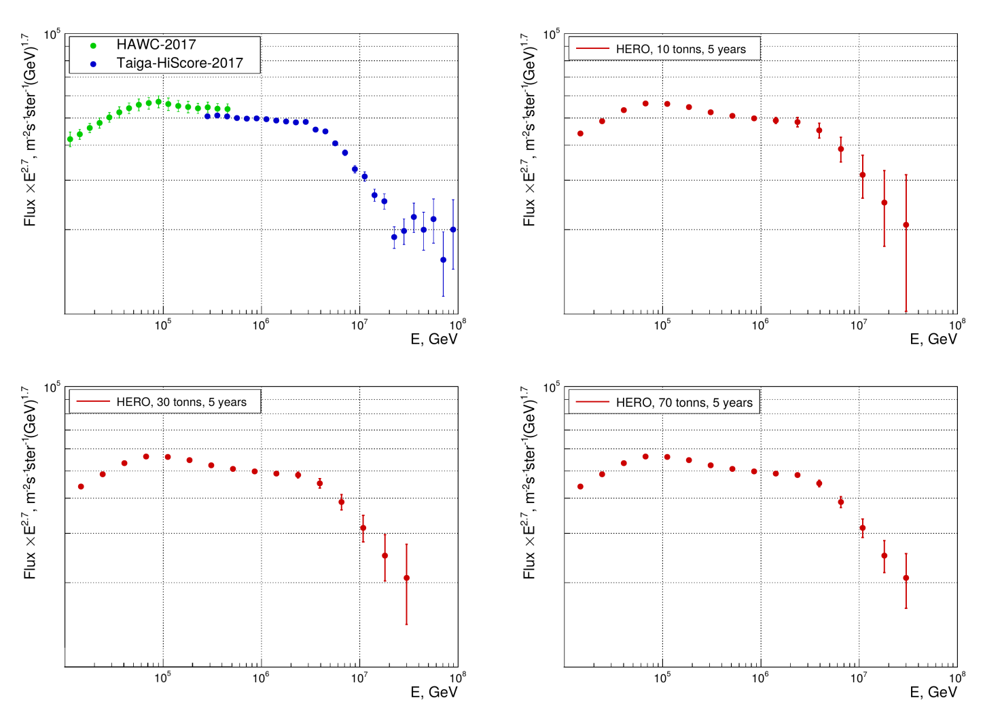 10^5
HAWC-2017
Taiga-HiScore-2017
Flux ×E^2.7, m^-2s^-1ster^-1(GeV)^1.7
10^5 10^6 10^7 10^8
E, GeV
10^5
HERO, 10 tonns, 5 years
Flux ×E^2.7, m^-2s^-1ster^-1(GeV)^1.7
10^5 10^6 10^7 10^8
E, GeV
10^5
HERO, 30 tonns, 5 years
Flux ×E^2.7, m^-2s^-1ster^-1(GeV)^1.7
10^5 10^6 10^7 10^8
E, GeV
10^5
HERO, 70 tonns, 5 years
Flux ×E^2.7, m^-2s^-1ster^-1(GeV)^1.7
10^5 10^6 10^7 10^8
E, GeV